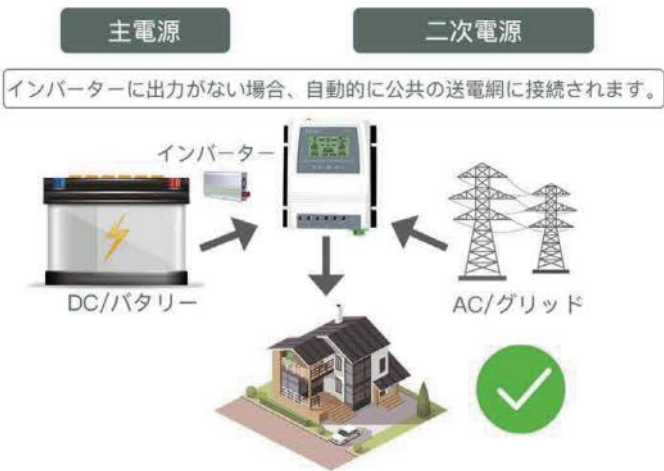 主電源
二次電源
インバーターに出力がない場合、自動的に公共の送電網に接続されます。
インバーター
DC/バタリー
AC/グリッド